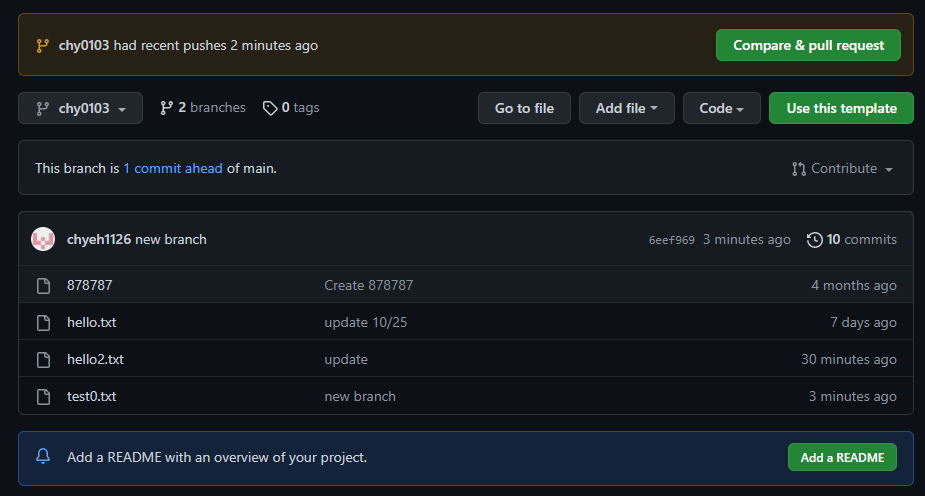 chy0103 had recent pushes 2 minutes ago
Compare & pull request
chy0103
2 branches
0 tags
Go to file
Add file
Code
Use this template
This branch is 1 commit ahead of main.
Contribute
chyeh1126 new branch
6eef969 3 minutes ago
10 commits
878787 Create 878787 4 months ago
hello.txt update 10/25 7 days ago
hello2.txt update 30 minutes ago
test0.txt new branch 3 minutes ago
Add a README with an overview of your project.
Add a README